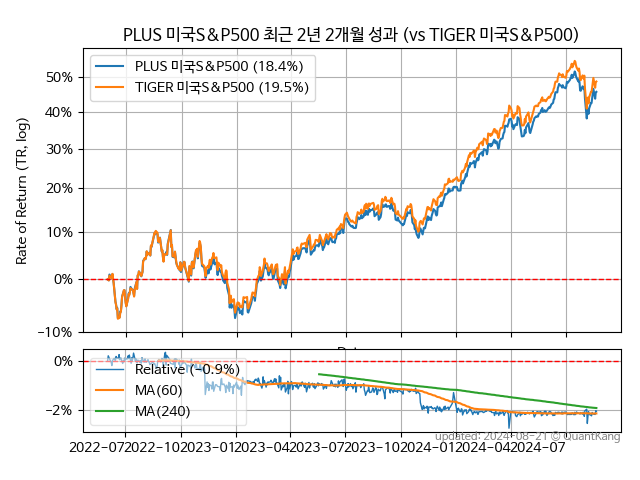 PLUS 미국S&P500 최근 2년 2개월 성과 (vs TIGER 미국S&P500)
Rate of Return (TR, log)
50%
40%
30%
20%
10%
0%
−10%
PLUS 미국S&P500 (18.4%)
TIGER 미국S&P500 (19.5%)
0%
−2%
Relative (−0.9%)
MA(60)
MA(240)
updated: 2024-08-21 © QuantKang
2022-07 2022-10 2023-01 2023-04 2023-07 2023-10 2024-01 2024-04 2024-07